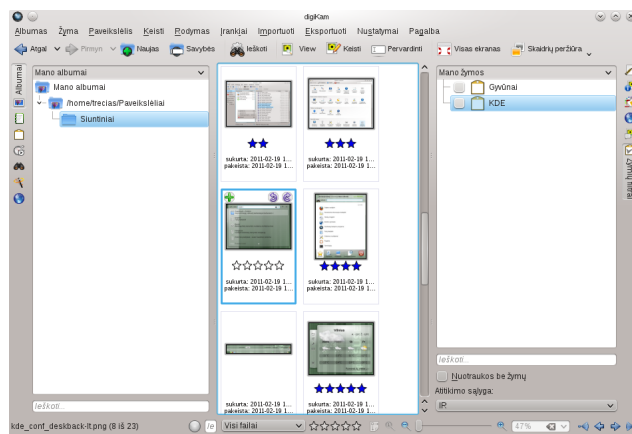 digiKam
Albumas Žyma Paveikslėlis Keisti Rodymas Įrankiai Importuoti Eksportuoti Nustatymai Pagalba
Atgal Pirmyn Naujas Savybės Ieškoti View Keisti Pervardinti Visas ekranas Skaidrių peržiūra
Albumai
Mano albumai
Mano albumai
/home/trecias/Paveikslėliai
Siuntiniai
sukurta: 2011-02-19 1...
pakeista: 2011-02-19 1...
sukurta: 2011-02-19 1...
pakeista: 2011-02-19 1...
sukurta: 2011-02-19 1...
pakeista: 2011-02-19 1...
sukurta: 2011-02-19 1...
pakeista: 2011-02-19 1...
sukurta: 2011-02-19 1...
pakeista: 2011-02-19 1...
sukurta: 2011-02-19 1...
pakeista: 2011-02-19 1...
Mano žymos
Gyvūnai
KDE
Ieškoti...
Nuotraukos be žymų
Atitikimo sąlyga:
IR
Ieškoti...
kde_conf_deskback-lt.png (8 iš 23)
Ie
Visi failai
47%